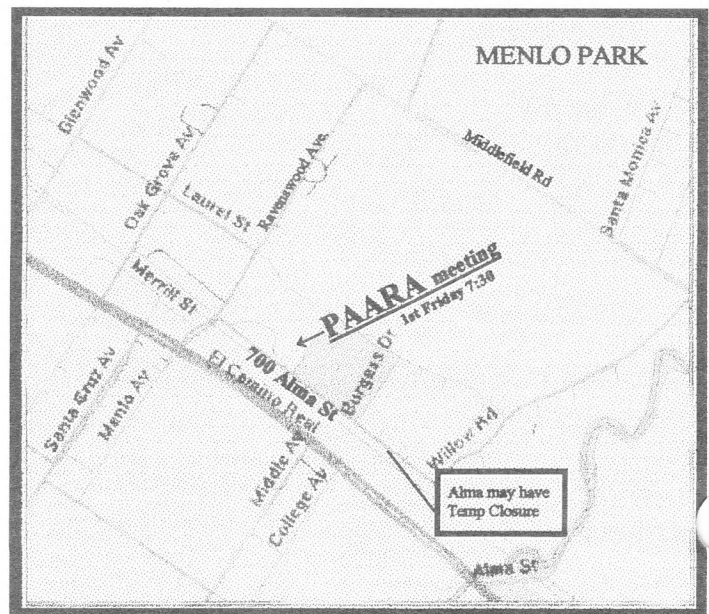 MENLO PARK
Glenwood Av
Oak Grove Av
Laurel St
Ravenswood Ave.
Middlefield Rd
Santa Monica Av
Merrill St
PAARA meeting
1st Friday 7:30
700 Alma St
El Camino Real
Burgess Dr
Santa Cruz Av
Menlo Av
Middle Av
College Av
Willow Rd
Alma may have
Temp Closure
Alma St